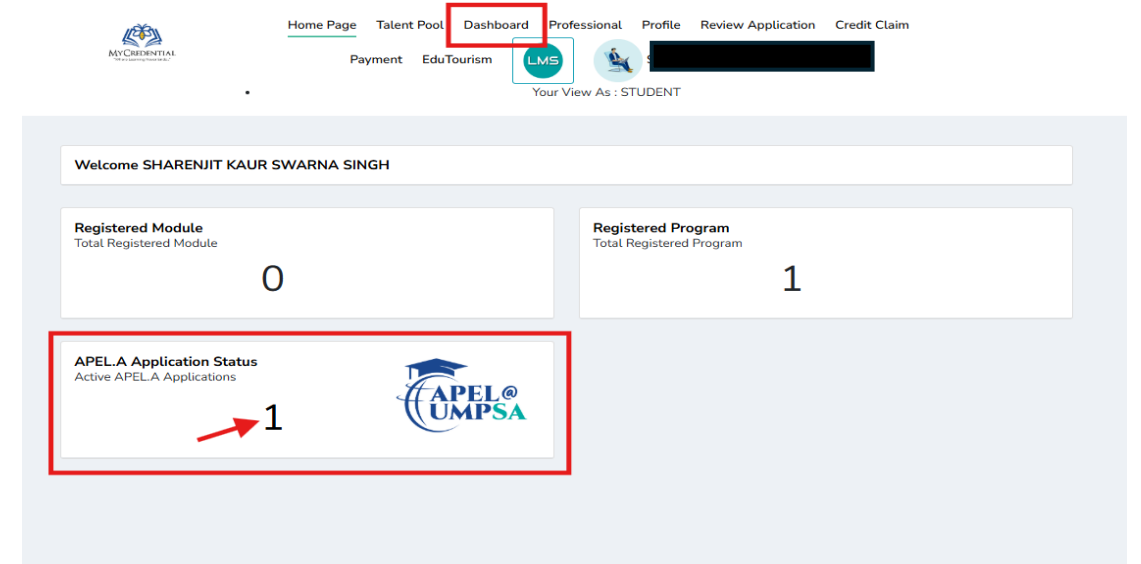 Home Page Talent Pool Dashboard Professional Profile Review Application Credit Claim
MYCREDENTIAL
Payment EduTourism LMS
Your View As : STUDENT
Welcome SHARENJIT KAUR SWARNA SINGH
Registered Module
Total Registered Module
0
Registered Program
Total Registered Program
1
APEL.A Application Status
Active APEL.A Applications
1
APEL@
UMPSA